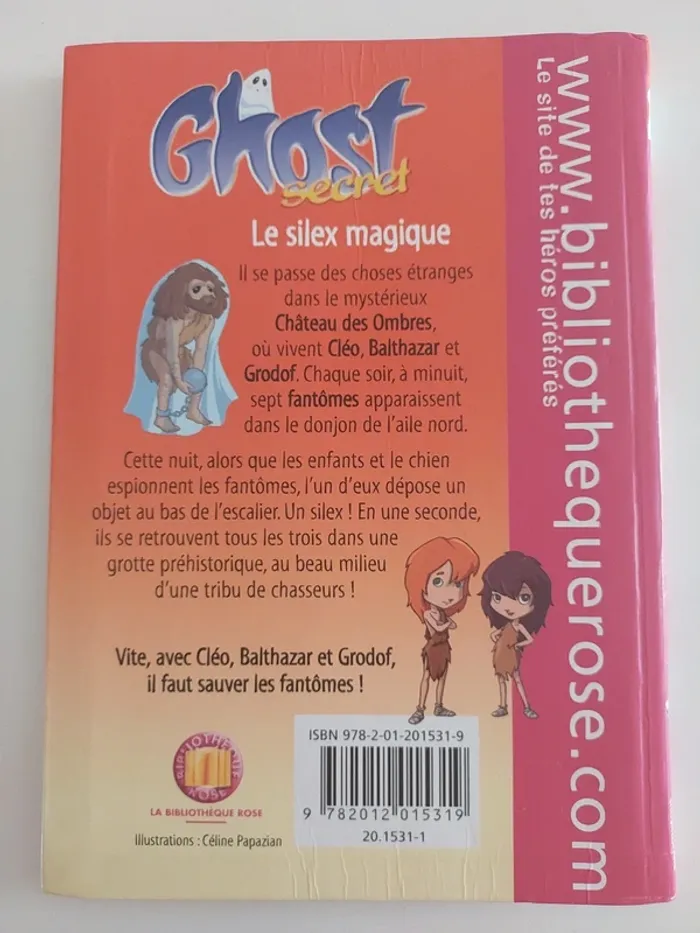 Ghost
secret
Le silex magique
Il se passe des choses étranges
dans le mystérieux
Château des Ombres,
où vivent Cléo, Balthazar et
Grodof. Chaque soir, à minuit,
sept fantômes apparaissent
dans le donjon de l'aile nord.
Cette nuit, alors que les enfants et le chien
espionnent les fantômes, l'un d'eux dépose un
objet au bas de l'escalier. Un silex ! En une seconde,
ils se retrouvent tous les trois dans une
grotte préhistorique, au beau milieu
d'une tribu de chasseurs !
Vite, avec Cléo, Balthazar et Grodof,
il faut sauver les fantômes !
BIBLIOTHÈQUE
ROSE
LA BIBLIOTHÈQUE ROSE
Illustrations : Céline Papazian
ISBN 978-2-01-201531-9
9 782012 015319
20.1531-1
www.bibliothequerose.com
Le site de tes héros préférés